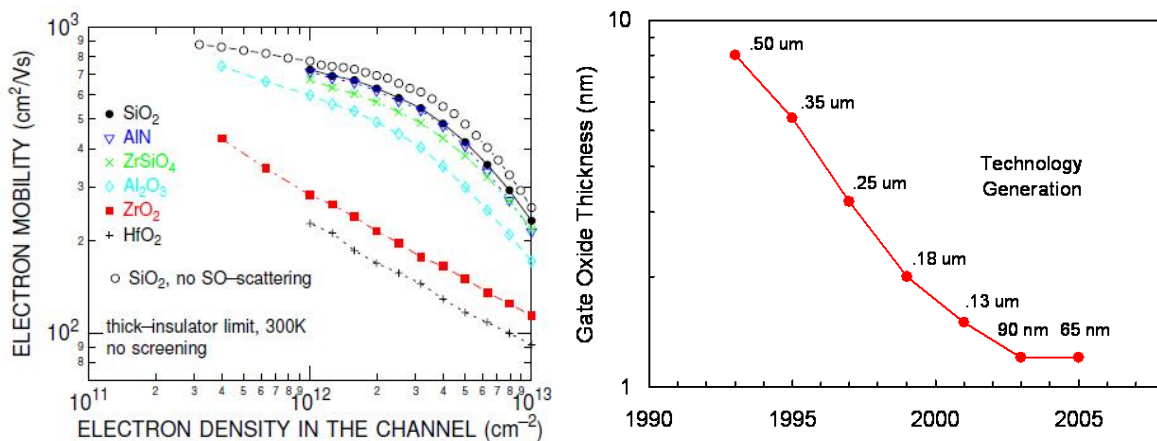 10³
9
8
7
6
5
4
3
2
10²
9
8
ELECTRON MOBILITY (cm²/Vs)
SiO₂
AlN
ZrSiO₄
Al₂O₃
ZrO₂
HfO₂
SiO₂, no SO–scattering
thick–insulator limit, 300K
no screening
10¹¹ 2 3 4 5 6 7 8 9 10¹² 2 3 4 5 6 7 8 9 10¹³
ELECTRON DENSITY IN THE CHANNEL (cm⁻²)
10
1
Gate Oxide Thickness (nm)
.50 um
.35 um
.25 um
Technology
Generation
.18 um
.13 um
90 nm 65 nm
1990 1995 2000 2005